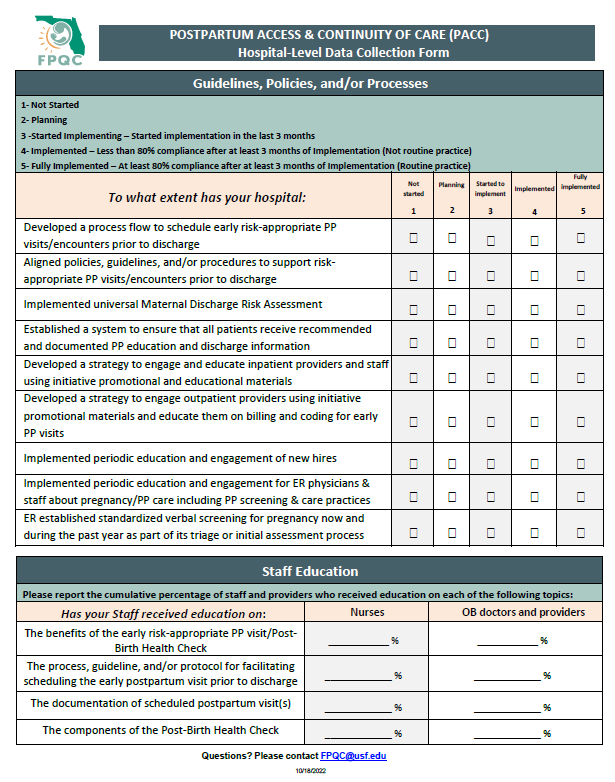 FPQC
POSTPARTUM ACCESS & CONTINUITY OF CARE (PACC)
Hospital-Level Data Collection Form
Guidelines, Policies, and/or Processes
1- Not Started
2- Planning
3 -Started Implementing – Started implementation in the last 3 months
4- Implemented – Less than 80% compliance after at least 3 months of Implementation (Not routine practice)
5- Fully Implemented – At least 80% compliance after at least 3 months of Implementation (Routine practice)
To what extent has your hospital:
Not
started
1
Planning
2
Started to
implement
3
Implemented
4
Fully
implemented
5
Developed a process flow to schedule early risk-appropriate PP
visits/encounters prior to discharge
Aligned policies, guidelines, and/or procedures to support risk-
appropriate PP visits/encounters prior to discharge
Implemented universal Maternal Discharge Risk Assessment
Established a system to ensure that all patients receive recommended
and documented PP education and discharge information
Developed a strategy to engage and educate inpatient providers and staff
using initiative promotional and educational materials
Developed a strategy to engage outpatient providers using initiative
promotional materials and educate them on billing and coding for early
PP visits
Implemented periodic education and engagement of new hires
Implemented periodic education and engagement for ER physicians &
staff about pregnancy/PP care including PP screening & care practices
ER established standardized verbal screening for pregnancy now and
during the past year as part of its triage or initial assessment process
Staff Education
Please report the cumulative percentage of staff and providers who received education on each of the following topics:
Has your Staff received education on:
Nurses
OB doctors and providers
The benefits of the early risk-appropriate PP visit/Post-
Birth Health Check
__________ %
___________ %
The process, guideline, and/or protocol for facilitating
scheduling the early postpartum visit prior to discharge
___________ %
___________ %
The documentation of scheduled postpartum visit(s)
___________ %
___________ %
The components of the Post-Birth Health Check
___________ %
___________ %
Questions? Please contact FPQC@usf.edu
10/18/2022